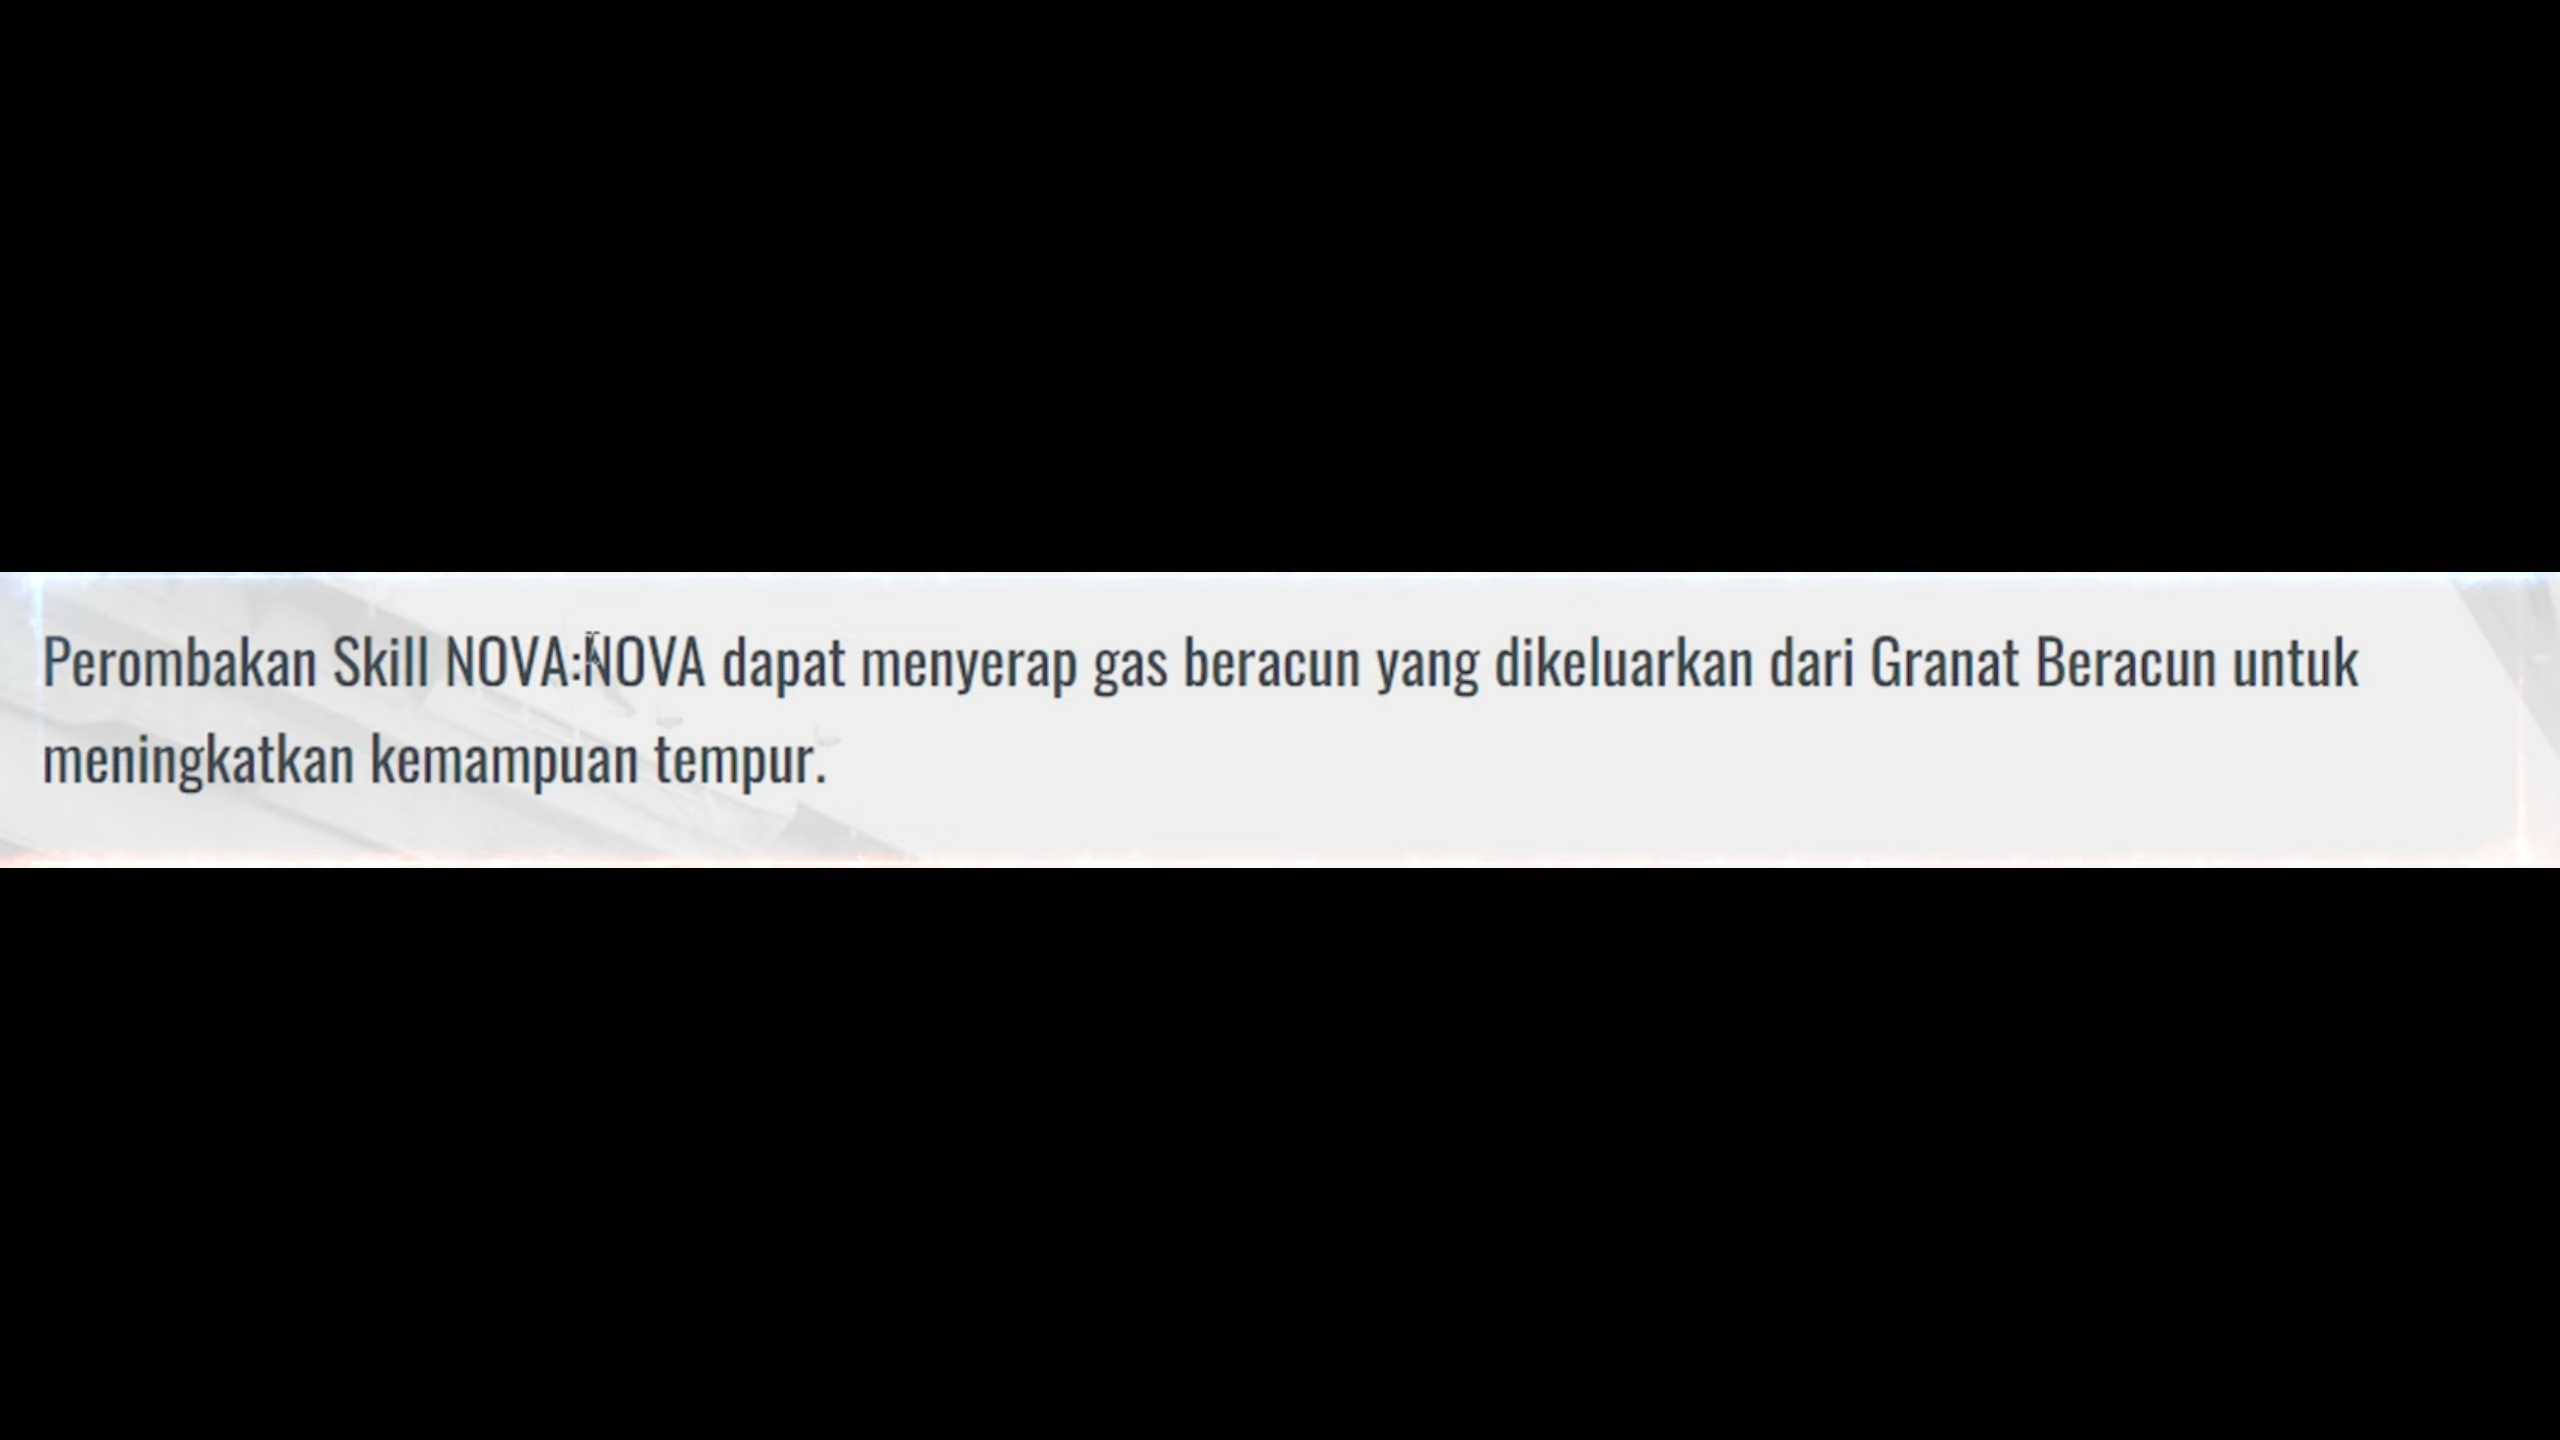 Perombakan Skill NOVA:NOVA dapat menyerap gas beracun yang dikeluarkan dari Granat Beracun untuk
meningkatkan kemampuan tempur.